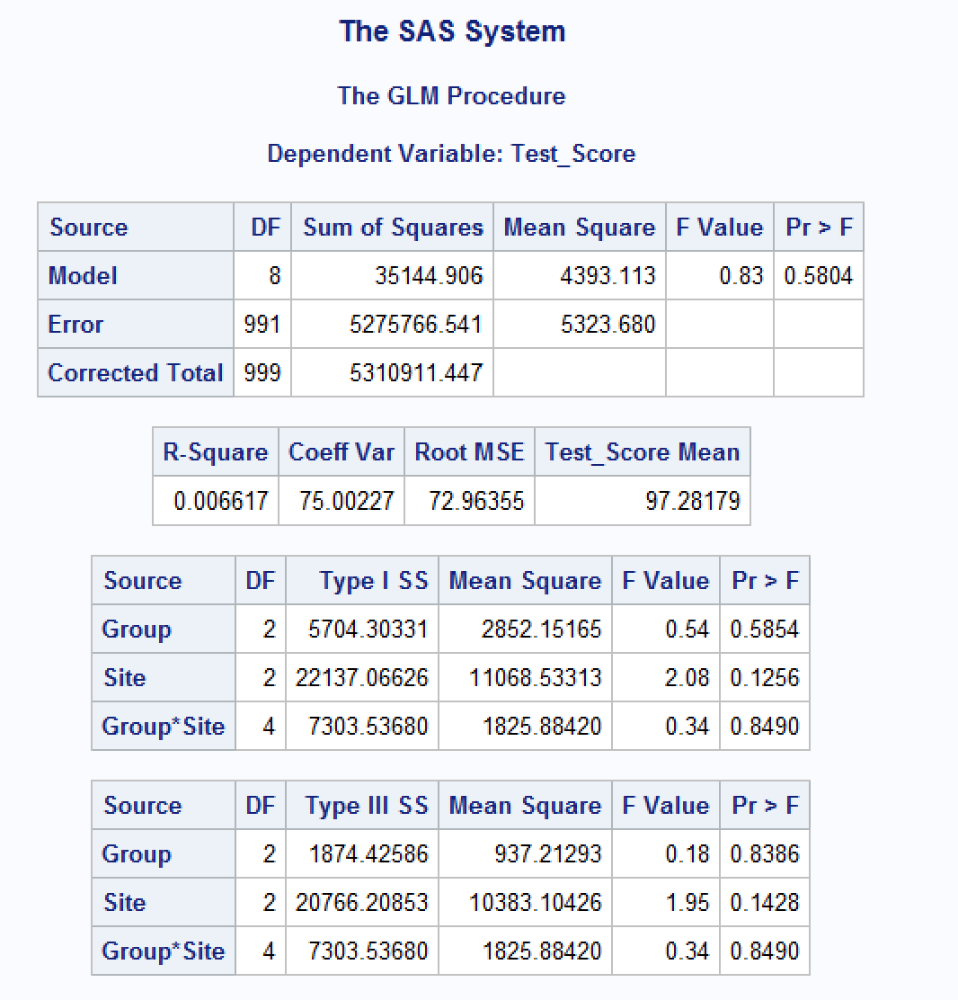 The SAS System
The GLM Procedure
Dependent Variable: Test_Score
Source DF Sum of Squares Mean Square F Value Pr > F
Model 8 35144.906 4393.113 0.83 0.5804
Error 991 5275766.541 5323.680
Corrected Total 999 5310911.447
R-Square Coeff Var Root MSE Test_Score Mean
0.006617 75.00227 72.96355 97.28179
Source DF Type I SS Mean Square F Value Pr > F
Group 2 5704.30331 2852.15165 0.54 0.5854
Site 2 22137.06626 11068.53313 2.08 0.1256
Group*Site 4 7303.53680 1825.88420 0.34 0.8490
Source DF Type III SS Mean Square F Value Pr > F
Group 2 1874.42586 937.21293 0.18 0.8386
Site 2 20766.20853 10383.10426 1.95 0.1428
Group*Site 4 7303.53680 1825.88420 0.34 0.8490